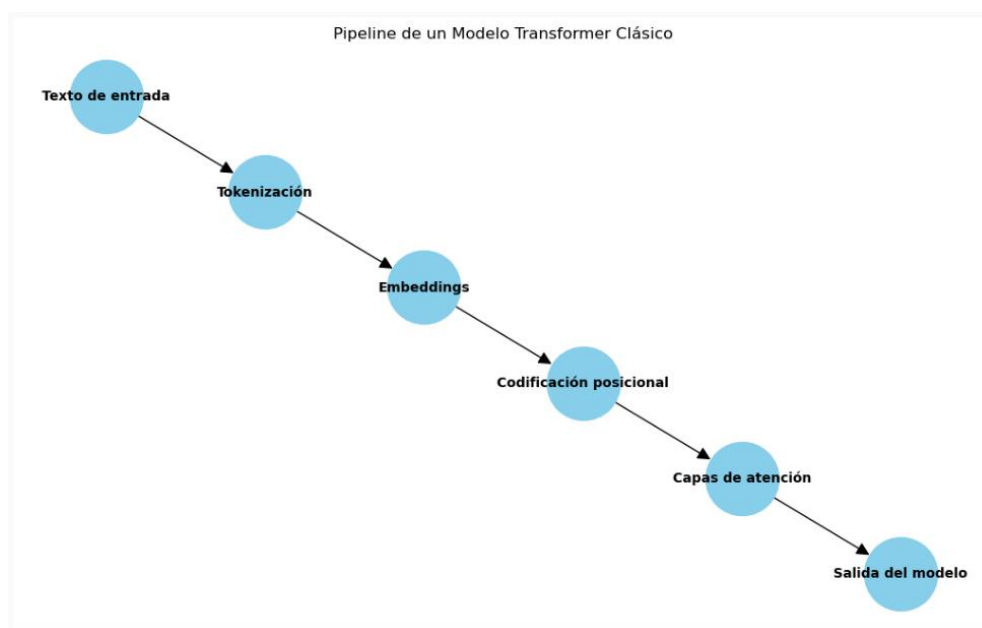 Pipeline de un Modelo Transformer Clásico
Texto de entrada
Tokenización
Embeddings
Codificación posicional
Capas de atención
Salida del modelo